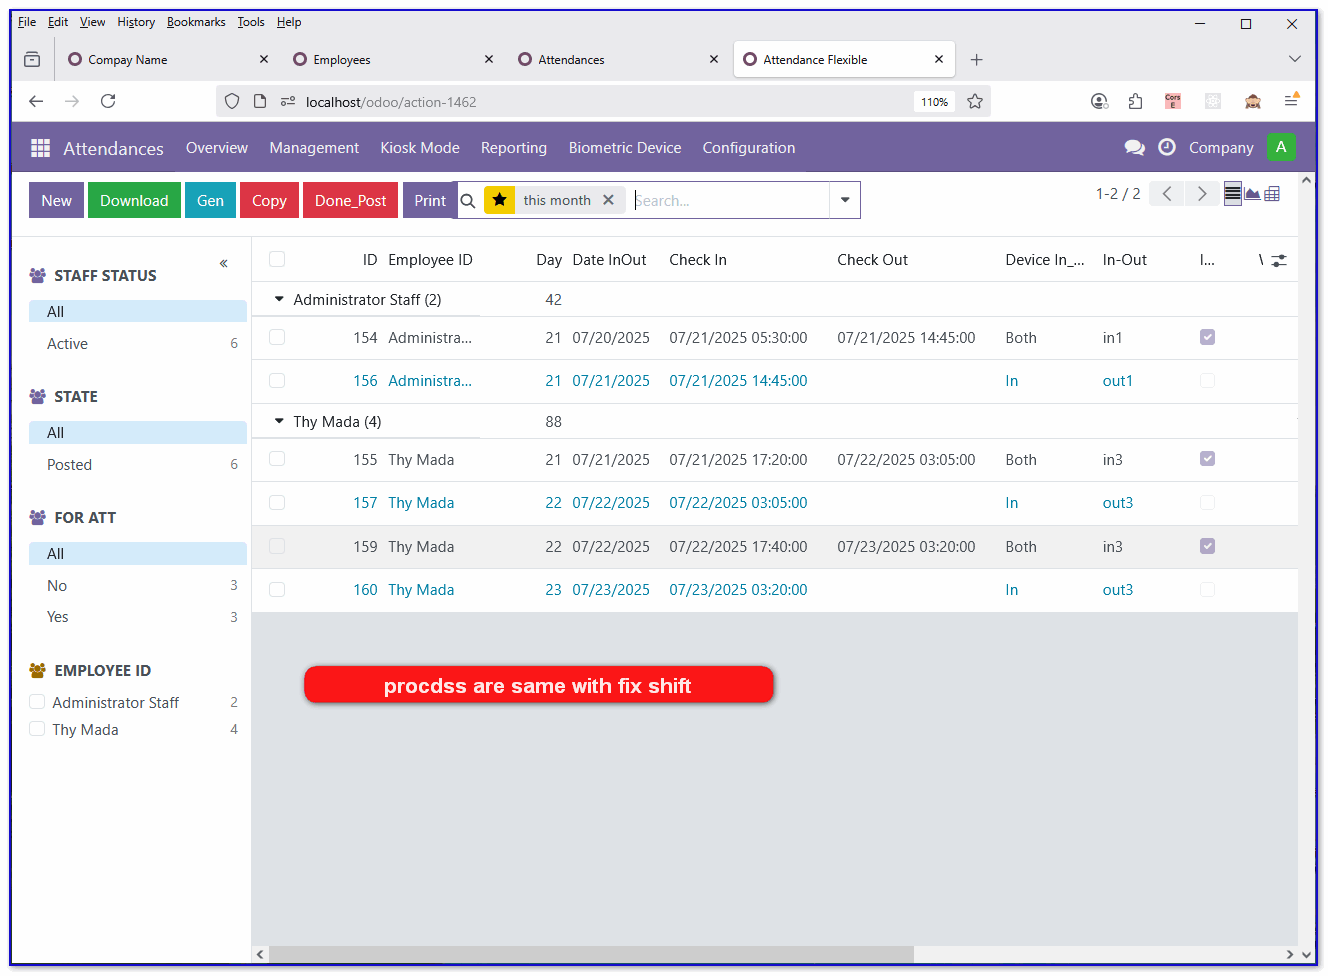 File Edit View History Bookmarks Tools Help
Compay Name Employees Attendances Attendance Flexible
localhost/odoo/action-1462 110% Cors E
Attendances Overview Management Kiosk Mode Reporting Biometric Device Configuration Company A
New Download Gen Copy Done_Post Print this month Search... 1-2 / 2
STAFF STATUS
All
Active 6
STATE
All
Posted 6
FOR ATT
All
No 3
Yes 3
EMPLOYEE ID
Administrator Staff 2
Thy Mada 4
ID Employee ID Day Date InOut Check In Check Out Device In_... In-Out I...
Administrator Staff (2) 42
154 Administra... 21 07/20/2025 07/21/2025 05:30:00 07/21/2025 14:45:00 Both in1
156 Administra... 21 07/21/2025 07/21/2025 14:45:00 In out1
Thy Mada (4) 88
155 Thy Mada 21 07/21/2025 07/21/2025 17:20:00 07/22/2025 03:05:00 Both in3
157 Thy Mada 22 07/22/2025 07/22/2025 03:05:00 In out3
159 Thy Mada 22 07/22/2025 07/22/2025 17:40:00 07/23/2025 03:20:00 Both in3
160 Thy Mada 23 07/23/2025 07/23/2025 03:20:00 In out3
procdss are same with fix shift